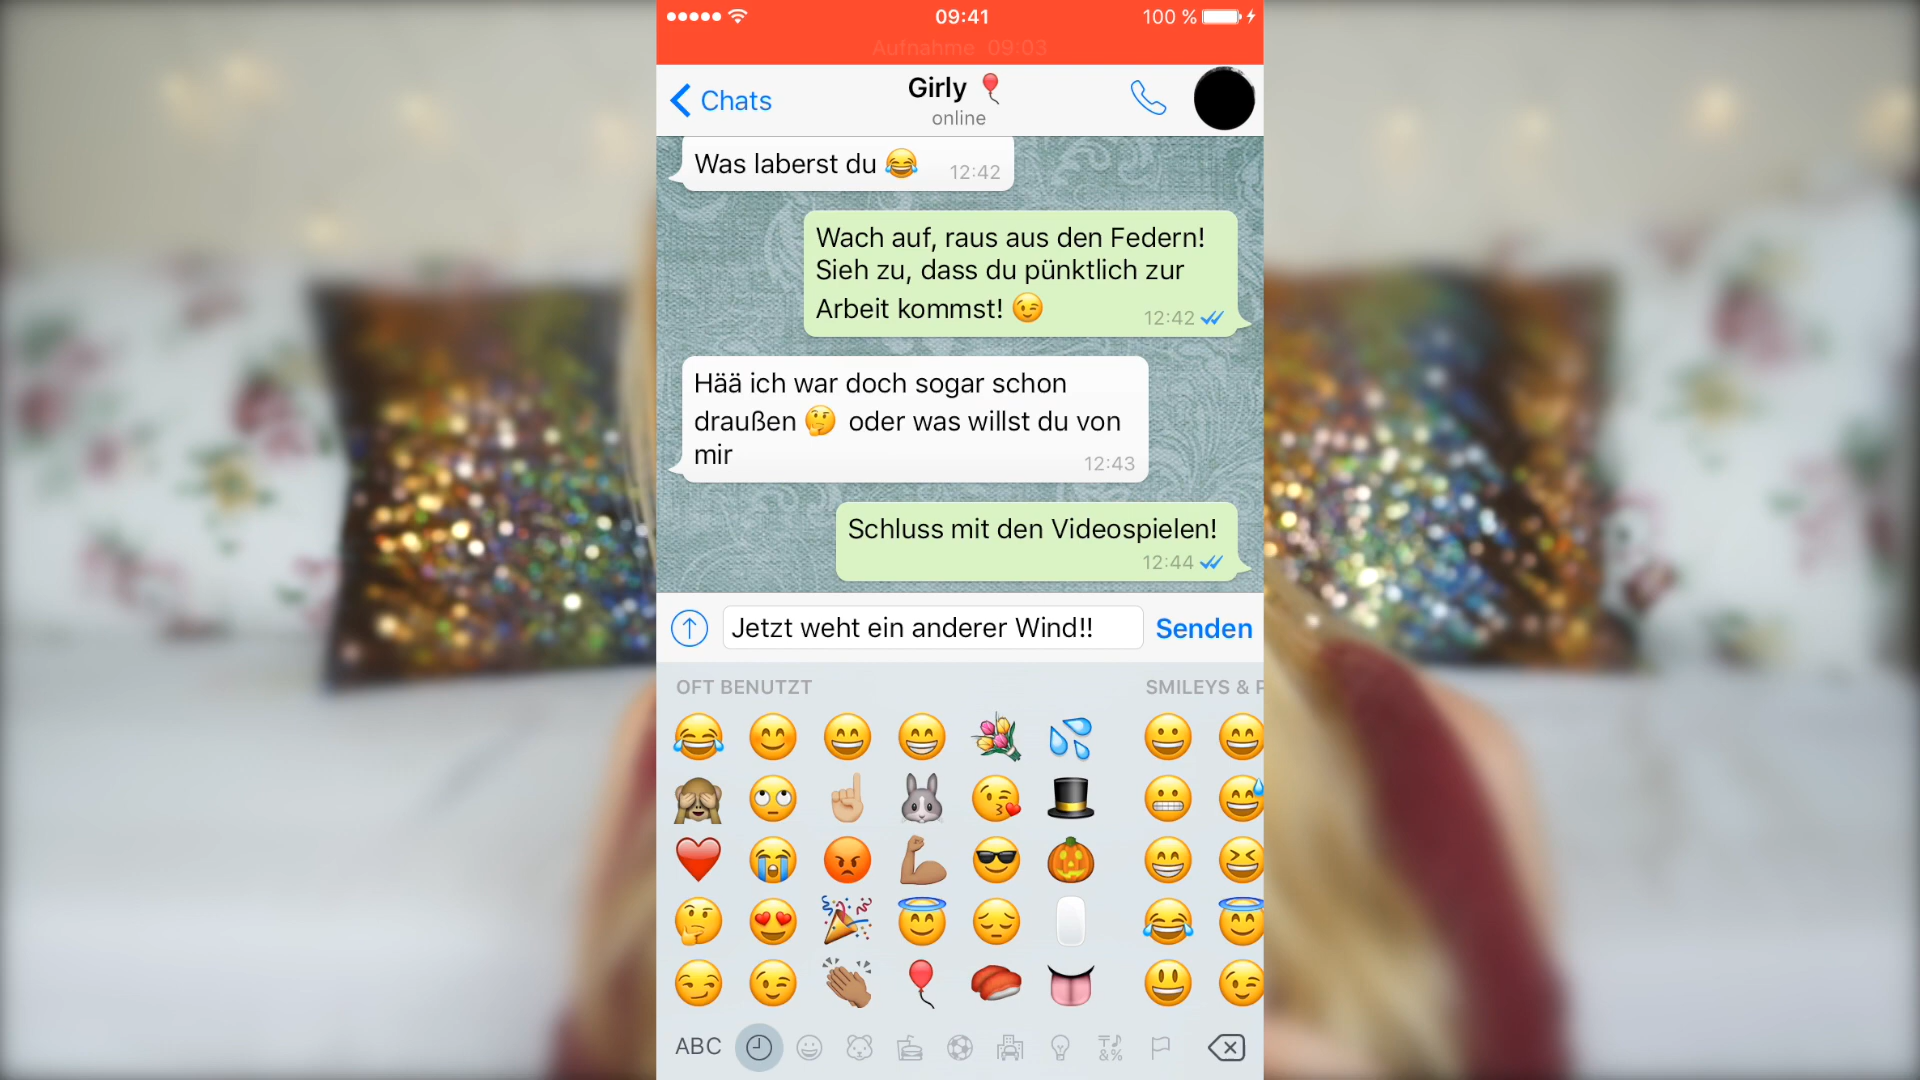 09:41
100 %
Aufnahme 09:03
Chats
Girly
online
Was laberst du
12:42
Wach auf, raus aus den Federn!
Sieh zu, dass du pünktlich zur
Arbeit kommst!
12:42
Hää ich war doch sogar schon
draußen oder was willst du von
mir
12:43
Schluss mit den Videospielen!
12:44
Jetzt weht ein anderer Wind!!
Senden
OFT BENUTZT
SMILEYS & P
ABC